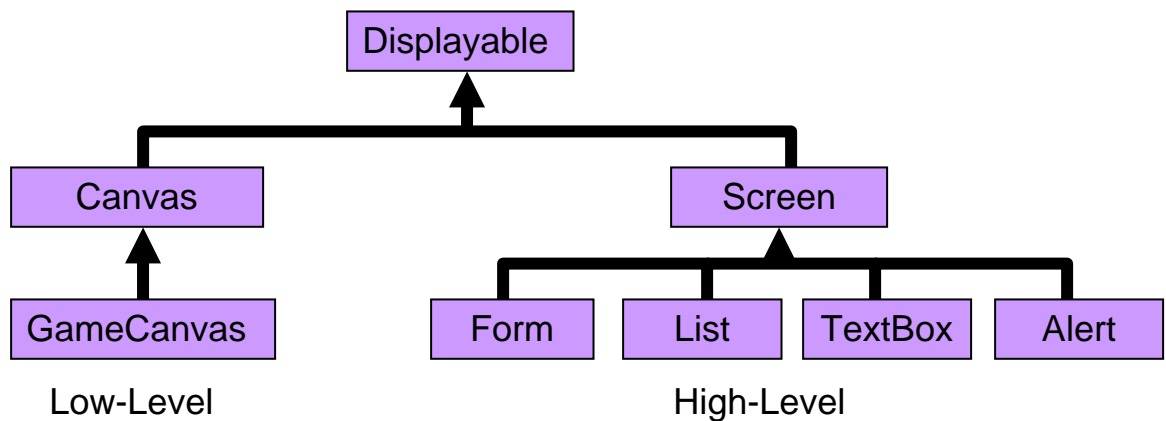 Displayable
Canvas
Screen
GameCanvas
Form
List
TextBox
Alert
Low-Level
High-Level